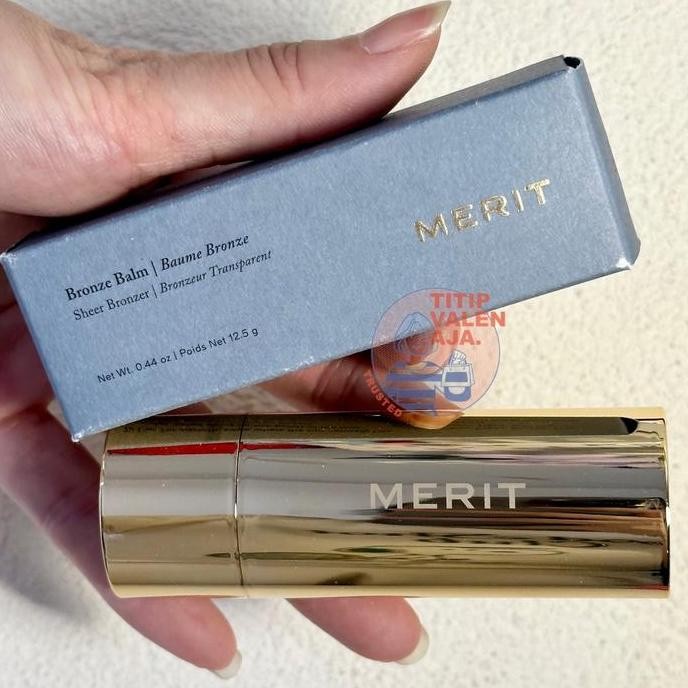 MERIT
Bronze Balm | Baume Bronze
Sheer Bronzer | Bronzeur Transparent
Net Wt. 0.44 oz | Poids Net 12.5 g
TITIP
VALEN
AJA.
TRUSTED
MERIT